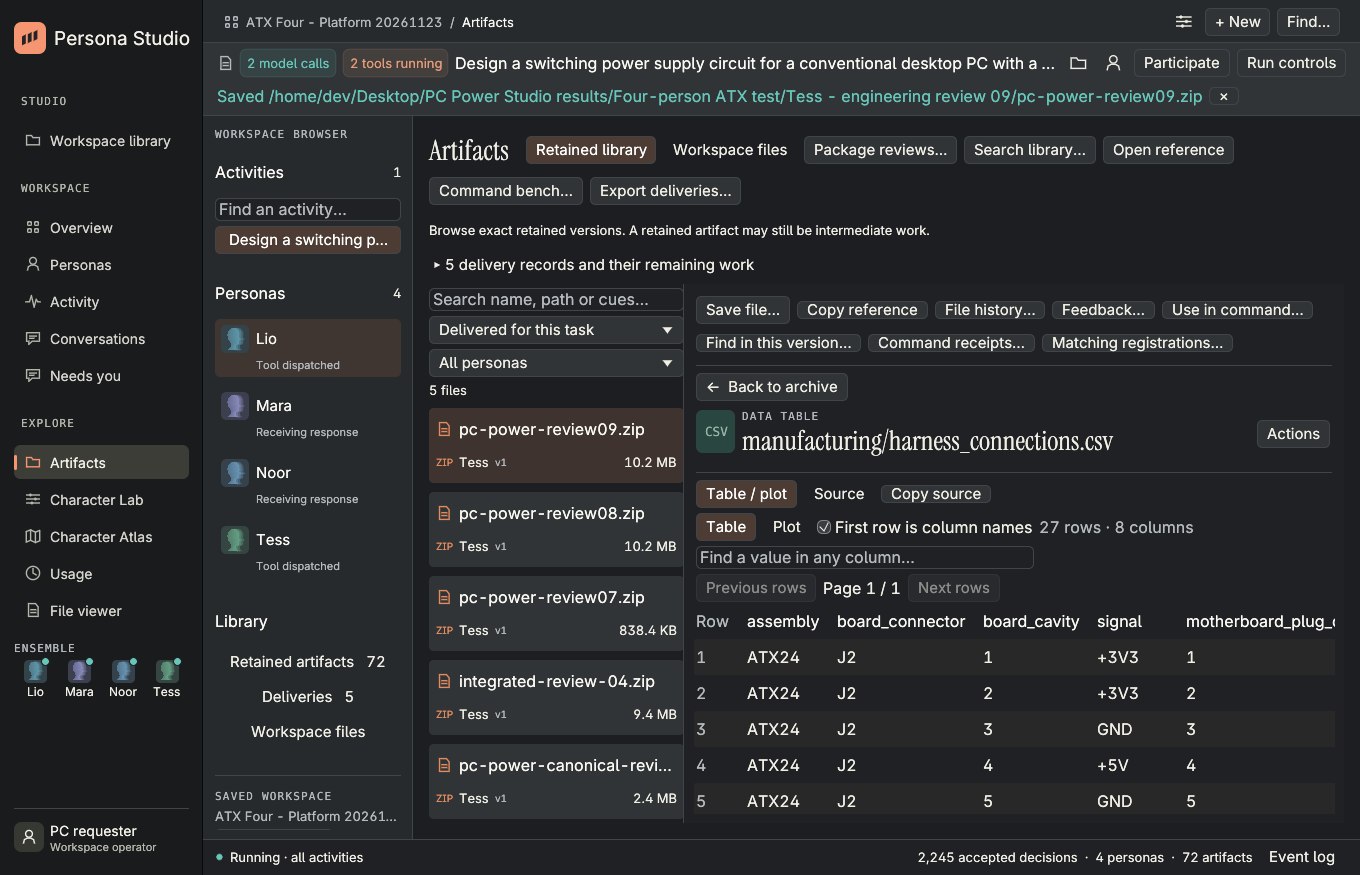 Persona Studio
STUDIO
Workspace library
WORKSPACE
Overview
Personas
Activity
Conversations
Needs you
EXPLORE
Artifacts
Character Lab
Character Atlas
Usage
File viewer
ENSEMBLE
Lio Mara Noor Tess
PC requester
Workspace operator
ATX Four - Platform 20261123 / Artifacts
+ New Find...
2 model calls 2 tools running Design a switching power supply circuit for a conventional desktop PC with a ... Participate Run controls
Saved /home/dev/Desktop/PC Power Studio results/Four-person ATX test/Tess - engineering review 09/pc-power-review09.zip ×
WORKSPACE BROWSER
Activities 1
Find an activity...
Design a switching p...
Personas 4
Lio
Tool dispatched
Mara
Receiving response
Noor
Receiving response
Tess
Tool dispatched
Library
Retained artifacts 72
Deliveries 5
Workspace files
SAVED WORKSPACE
ATX Four - Platform 20261...
Artifacts Retained library Workspace files Package reviews... Search library... Open reference
Command bench... Export deliveries...
Browse exact retained versions. A retained artifact may still be intermediate work.
▸ 5 delivery records and their remaining work
Search name, path or cues...
Delivered for this task ▼
All personas ▼
5 files
pc-power-review09.zip
ZIP Tess v1 10.2 MB
pc-power-review08.zip
ZIP Tess v1 10.2 MB
pc-power-review07.zip
ZIP Tess v1 838.4 KB
integrated-review-04.zip
ZIP Tess v1 9.4 MB
pc-power-canonical-revi...
ZIP Tess v1 2.4 MB
Save file... Copy reference File history... Feedback... Use in command...
Find in this version... Command receipts... Matching registrations...
← Back to archive
CSV
DATA TABLE
manufacturing/harness_connections.csv
Actions
Table / plot Source Copy source
Table Plot First row is column names 27 rows · 8 columns
Find a value in any column...
Previous rows Page 1 / 1 Next rows
Row assembly board_connector board_cavity signal motherboard_plug_
1 ATX24 J2 1 +3V3 1
2 ATX24 J2 2 +3V3 2
3 ATX24 J2 3 GND 3
4 ATX24 J2 4 +5V 4
5 ATX24 J2 5 GND 5
Running · all activities
2,245 accepted decisions · 4 personas · 72 artifacts Event log